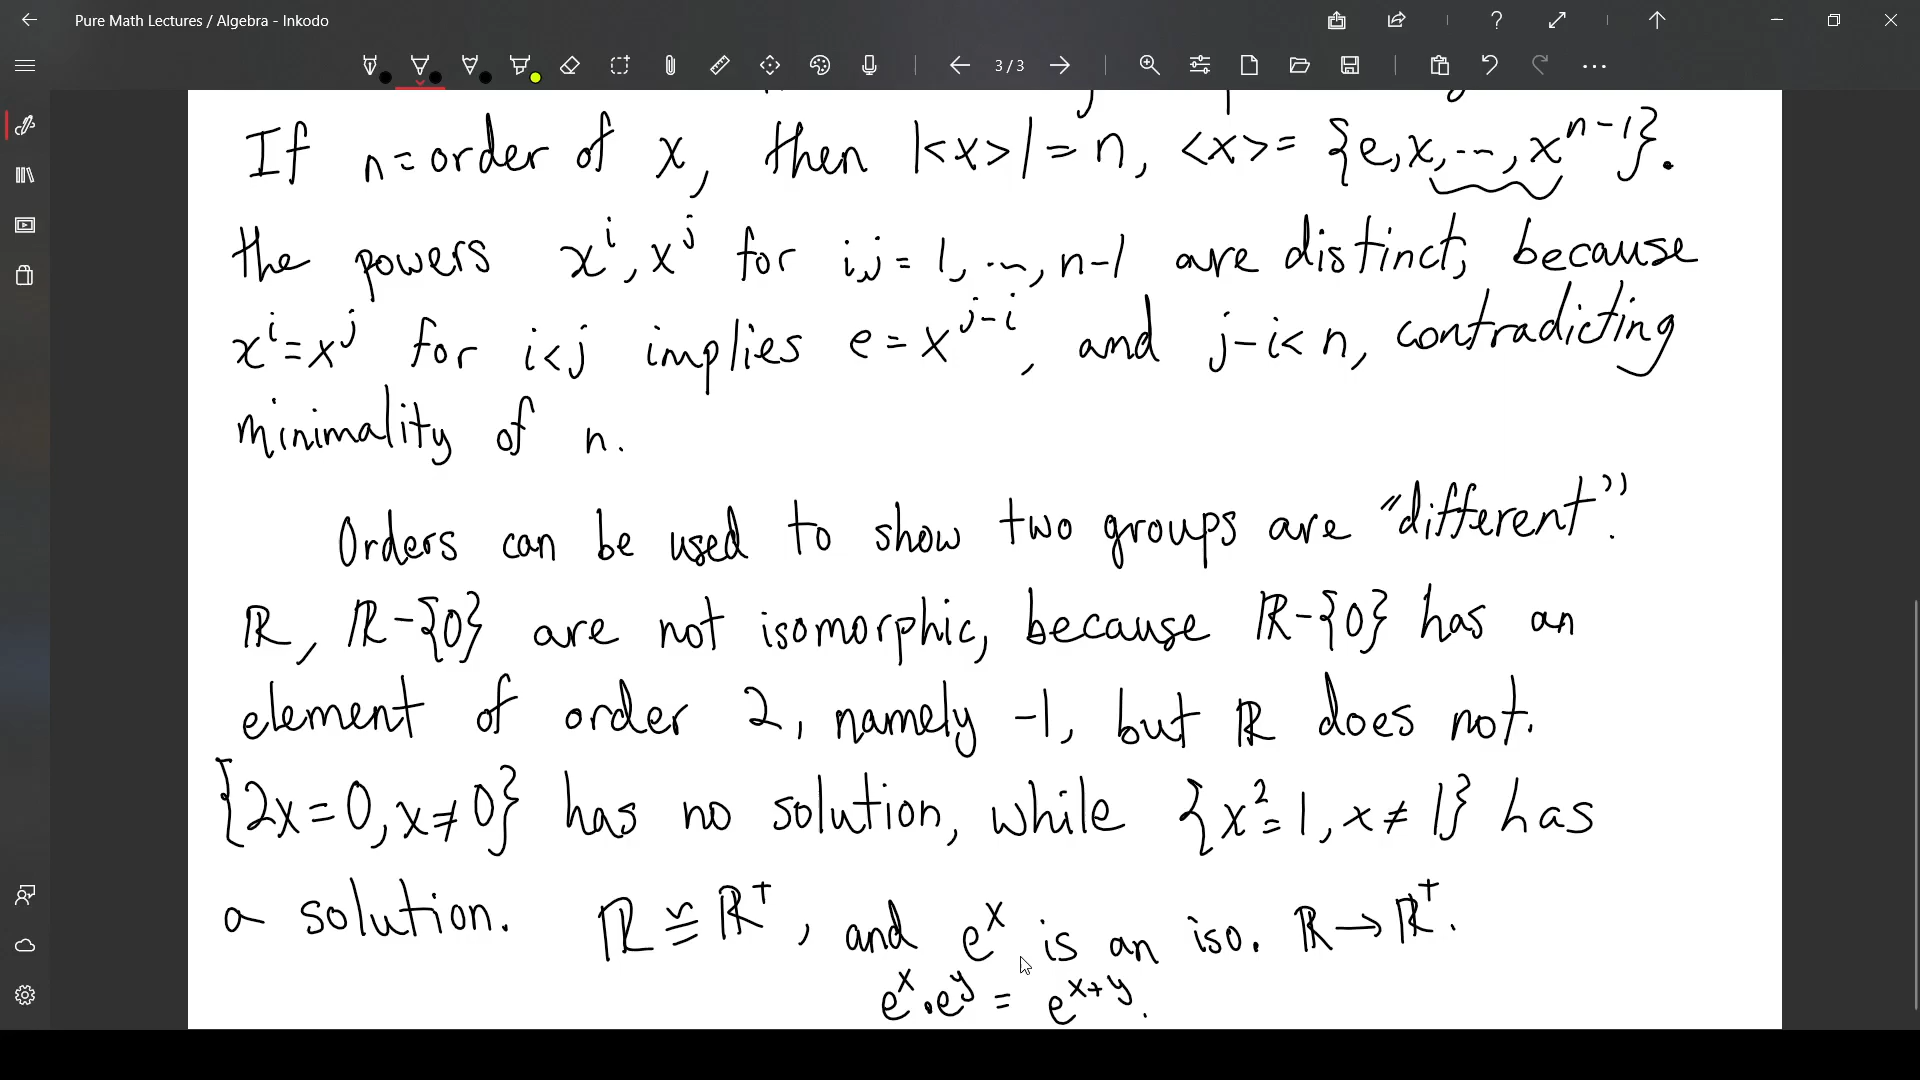 Pure Math Lectures / Algebra - Inkodo
3 / 3
If n = order of x, then |<x>| = n, <x> = {e, x, ..., x^{n-1}}.
the powers x^i, x^j for i,j = 1, ..., n-1 are distinct, because
x^i = x^j for i<j implies e = x^{j-i}, and j-i < n, contradicting
minimality of n.
Orders can be used to show two groups are "different".
ℝ, ℝ-{0} are not isomorphic, because ℝ-{0} has an
element of order 2, namely -1, but ℝ does not.
{2x = 0, x ≠ 0} has no solution, while {x^2 = 1, x ≠ 1} has
a solution. ℝ ≅ ℝ^+, and e^x is an iso. ℝ → ℝ^+.
e^x · e^y = e^{x+y}.